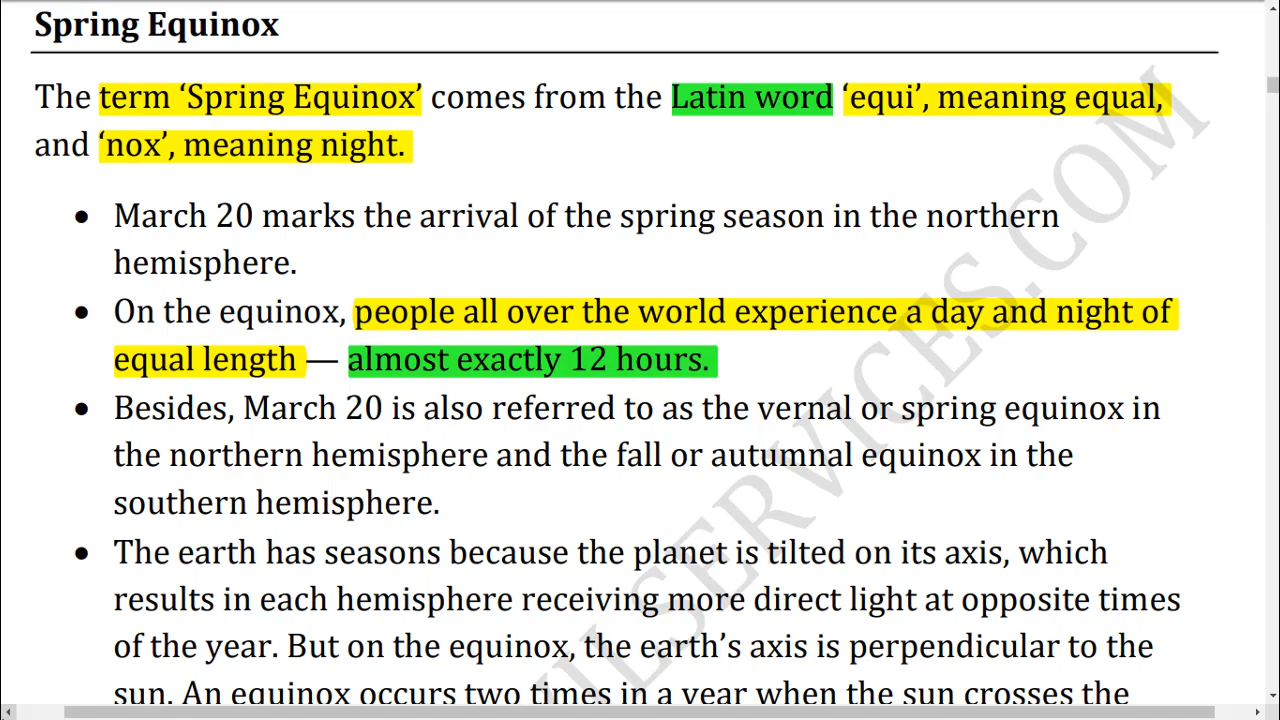 Spring Equinox
The term ‘Spring Equinox’ comes from the Latin word ‘equi’, meaning equal,
and ‘nox’, meaning night.
• March 20 marks the arrival of the spring season in the northern
hemisphere.
• On the equinox, people all over the world experience a day and night of
equal length — almost exactly 12 hours.
• Besides, March 20 is also referred to as the vernal or spring equinox in
the northern hemisphere and the fall or autumnal equinox in the
southern hemisphere.
• The earth has seasons because the planet is tilted on its axis, which
results in each hemisphere receiving more direct light at opposite times
of the year. But on the equinox, the earth’s axis is perpendicular to the
sun. An equinox occurs two times in a year when the sun crosses the
ILSERVICES.COM